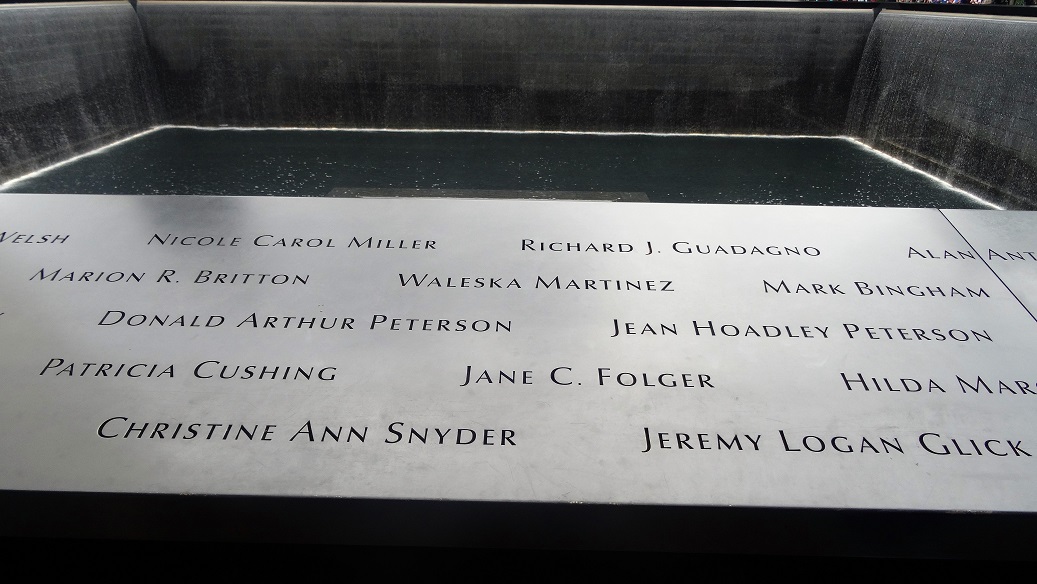 WELSH NICOLE CAROL MILLER RICHARD J. GUADAGNO ALAN ANT
MARION R. BRITTON WALESKA MARTINEZ MARK BINGHAM
DONALD ARTHUR PETERSON JEAN HOADLEY PETERSON
PATRICIA CUSHING JANE C. FOLGER HILDA MARS
CHRISTINE ANN SNYDER JEREMY LOGAN GLICK